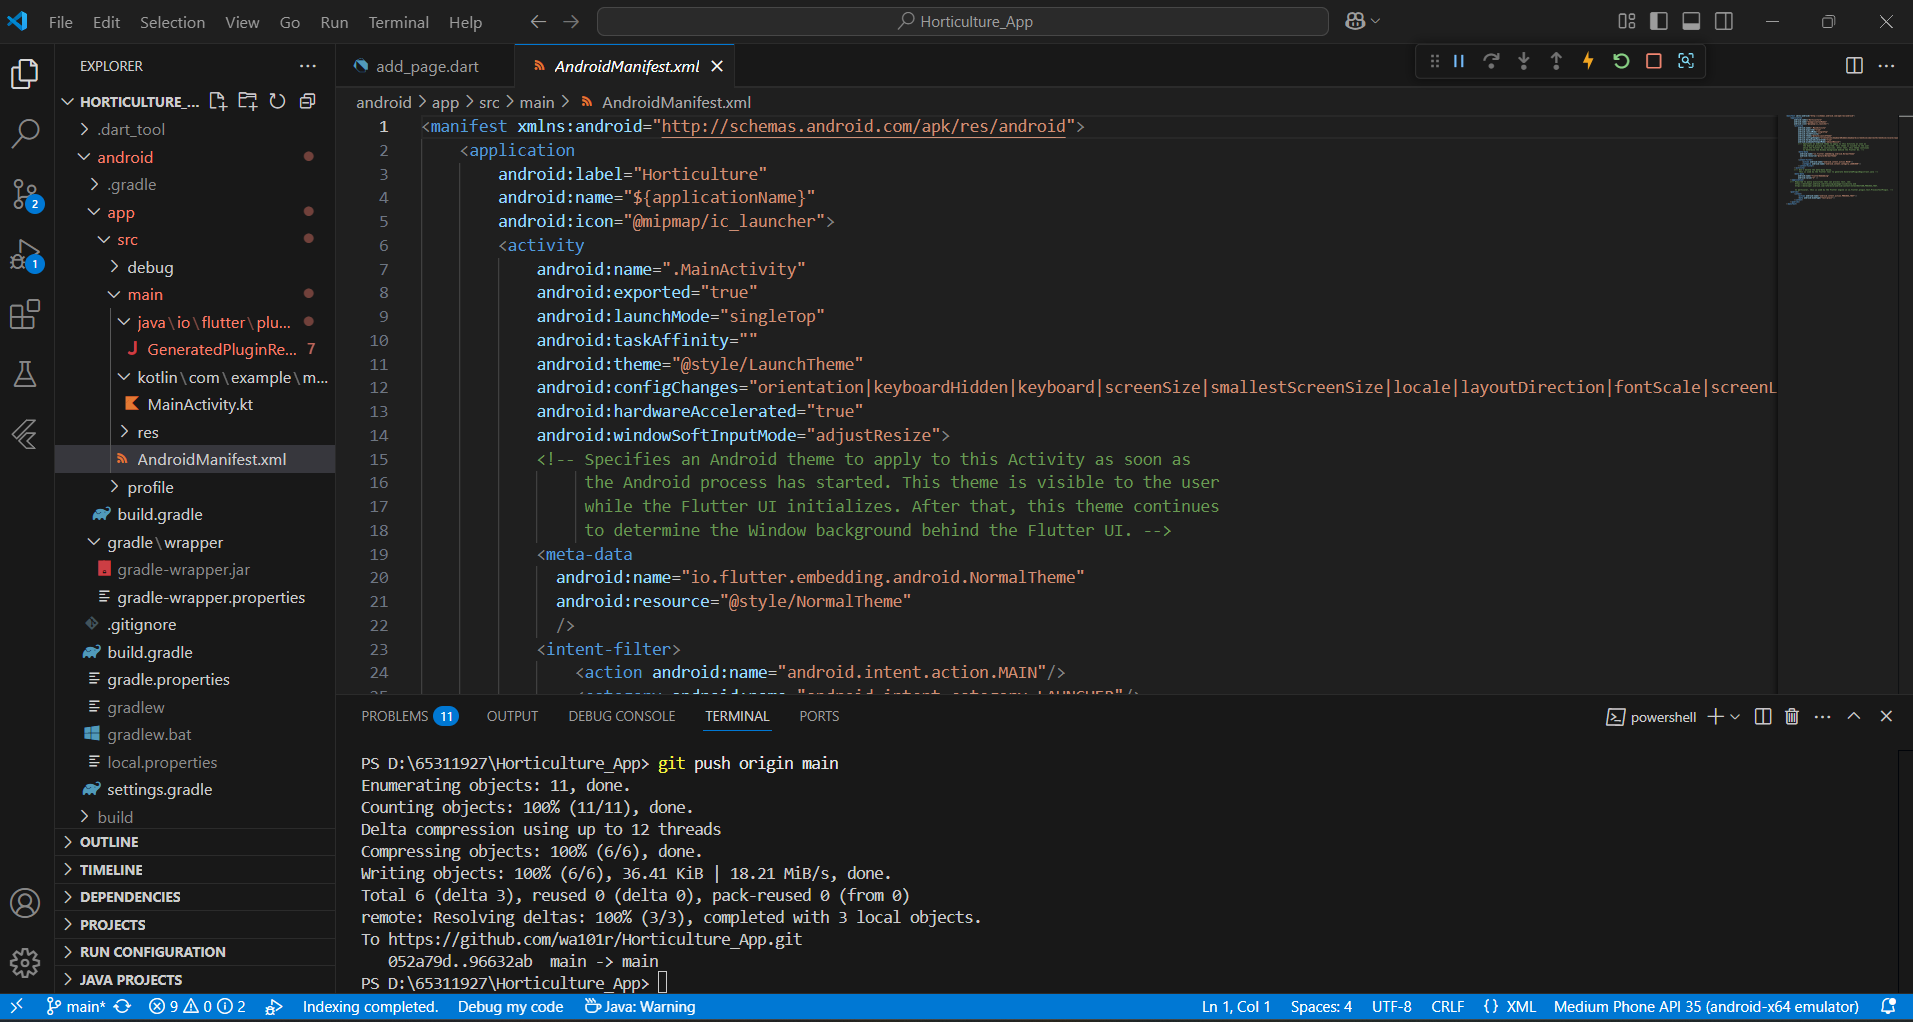 File Edit Selection View Go Run Terminal Help
Horticulture_App
EXPLORER
HORTICULTURE_...
.dart_tool
android
.gradle
app
src
debug
main
java\io\flutter\plu...
GeneratedPluginRe... 7
kotlin\com\example\m...
MainActivity.kt
res
AndroidManifest.xml
profile
build.gradle
gradle\wrapper
gradle-wrapper.jar
gradle-wrapper.properties
.gitignore
build.gradle
gradle.properties
gradlew
gradlew.bat
local.properties
settings.gradle
build
OUTLINE
TIMELINE
DEPENDENCIES
PROJECTS
RUN CONFIGURATION
JAVA PROJECTS
2
1
add_page.dart
AndroidManifest.xml
android > app > src > main > AndroidManifest.xml
1 <manifest xmlns:android="http://schemas.android.com/apk/res/android">
2 <application
3 android:label="Horticulture"
4 android:name="${applicationName}"
5 android:icon="@mipmap/ic_launcher">
6 <activity
7 android:name=".MainActivity"
8 android:exported="true"
9 android:launchMode="singleTop"
10 android:taskAffinity=""
11 android:theme="@style/LaunchTheme"
12 android:configChanges="orientation|keyboardHidden|keyboard|screenSize|smallestScreenSize|locale|layoutDirection|fontScale|screenL
13 android:hardwareAccelerated="true"
14 android:windowSoftInputMode="adjustResize">
15 <!-- Specifies an Android theme to apply to this Activity as soon as
16 the Android process has started. This theme is visible to the user
17 while the Flutter UI initializes. After that, this theme continues
18 to determine the Window background behind the Flutter UI. -->
19 <meta-data
20 android:name="io.flutter.embedding.android.NormalTheme"
21 android:resource="@style/NormalTheme"
22 />
23 <intent-filter>
24 <action android:name="android.intent.action.MAIN"/>
25 <category android:name="android.intent.category.LAUNCHER"/>
PROBLEMS 11 OUTPUT DEBUG CONSOLE TERMINAL PORTS
powershell
PS D:\65311927\Horticulture_App> git push origin main
Enumerating objects: 11, done.
Counting objects: 100% (11/11), done.
Delta compression using up to 12 threads
Compressing objects: 100% (6/6), done.
Writing objects: 100% (6/6), 36.41 KiB | 18.21 MiB/s, done.
Total 6 (delta 3), reused 0 (delta 0), pack-reused 0 (from 0)
remote: Resolving deltas: 100% (3/3), completed with 3 local objects.
To https://github.com/wa101r/Horticulture_App.git
052a79d..96632ab main -> main
PS D:\65311927\Horticulture_App>
main* 9 0 2 Indexing completed. Debug my code Java: Warning Ln 1, Col 1 Spaces: 4 UTF-8 CRLF {} XML Medium Phone API 35 (android-x64 emulator)